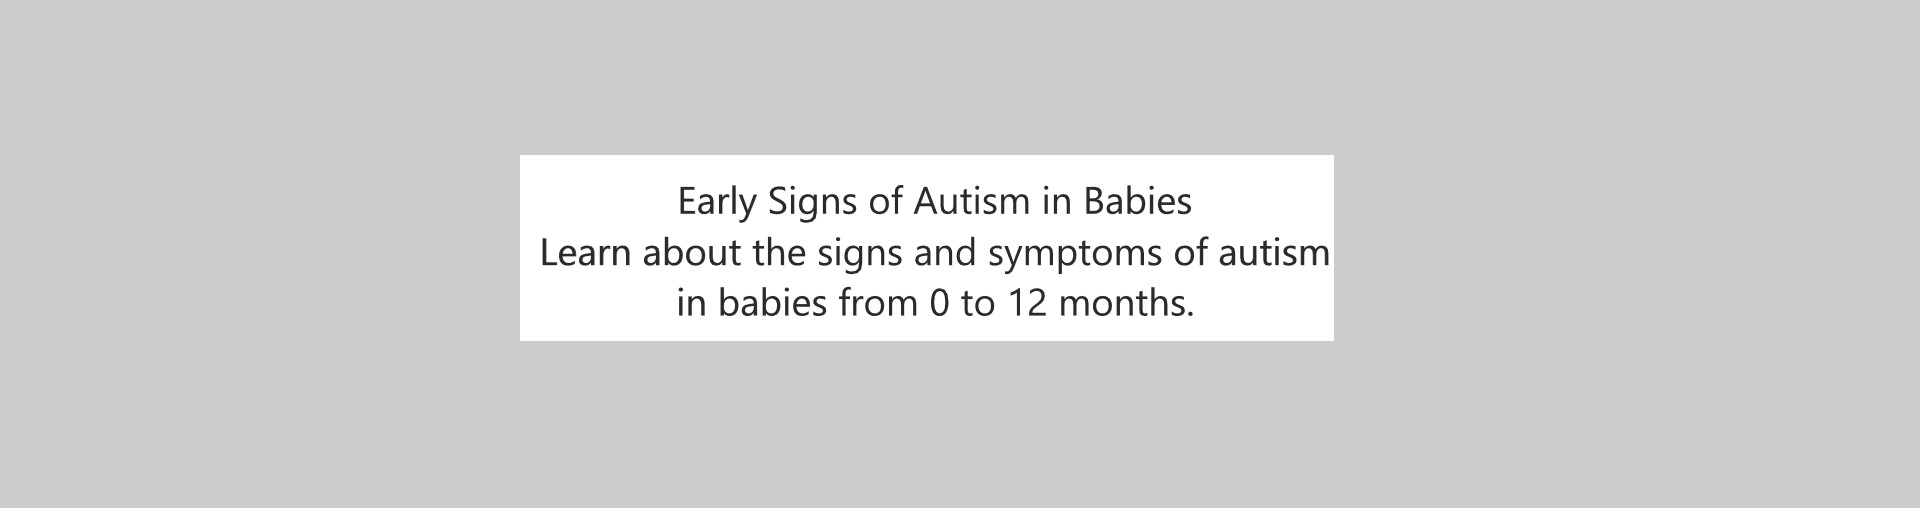 Early Signs of Autism in Babies
Learn about the signs and symptoms of autism
in babies from 0 to 12 months.